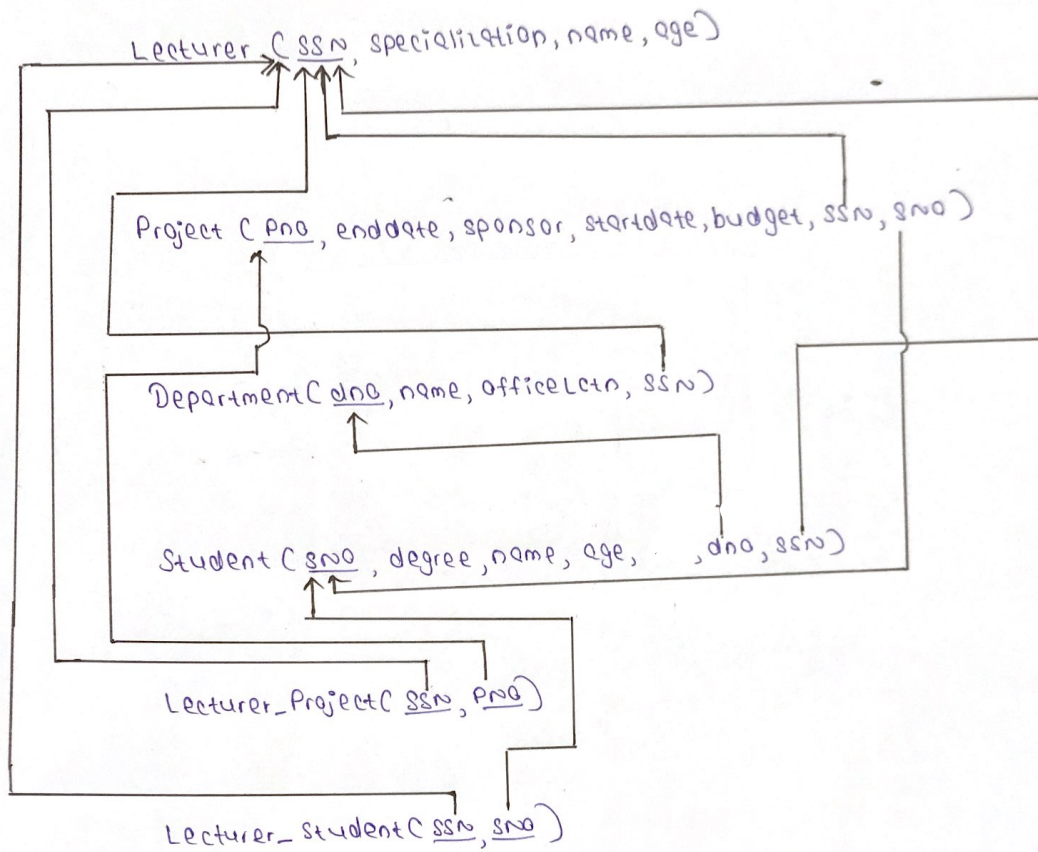 Lecturer (SSN, specialization, name, age)
Project (Pno, enddate, sponsor, startdate, budget, SSN, SNO)
Department (dno, name, officeLctn, SSN)
Student (SNO, degree, name, age, , dno, SSN)
Lecturer_Project (SSN, PNO)
Lecturer_Student (SSN, SNO)